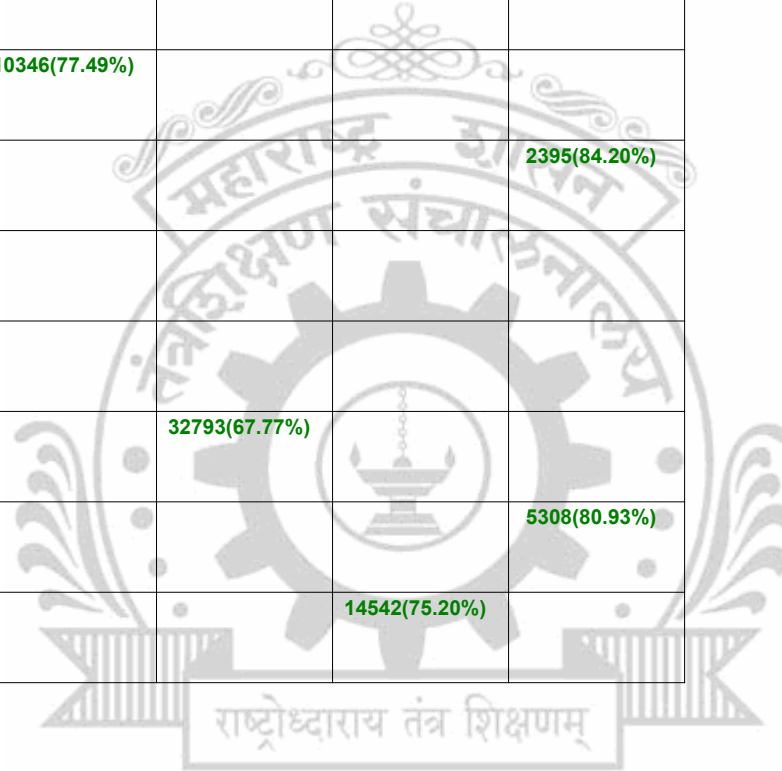 10346(77.49%)
महाराष्ट्र शासन
2395(84.20%)
तंत्रशिक्षण संचालनालय
32793(67.77%)
5308(80.93%)
14542(75.20%)
राष्ट्रोध्दाराय तंत्र शिक्षणम्